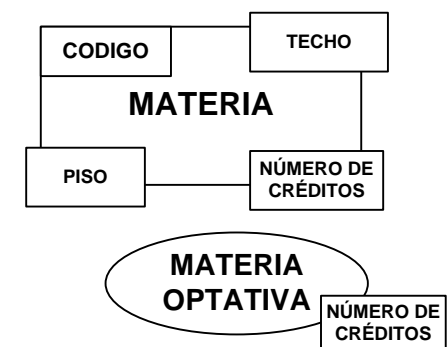 CODIGO
TECHO
MATERIA
PISO
NÚMERO DE
CRÉDITOS
MATERIA
OPTATIVA
NÚMERO DE
CRÉDITOS